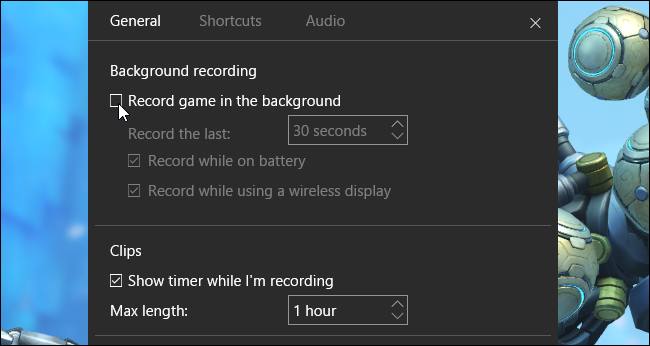 General Shortcuts Audio
Background recording
Record game in the background
Record the last: 30 seconds
Record while on battery
Record while using a wireless display
Clips
Show timer while I'm recording
Max length: 1 hour